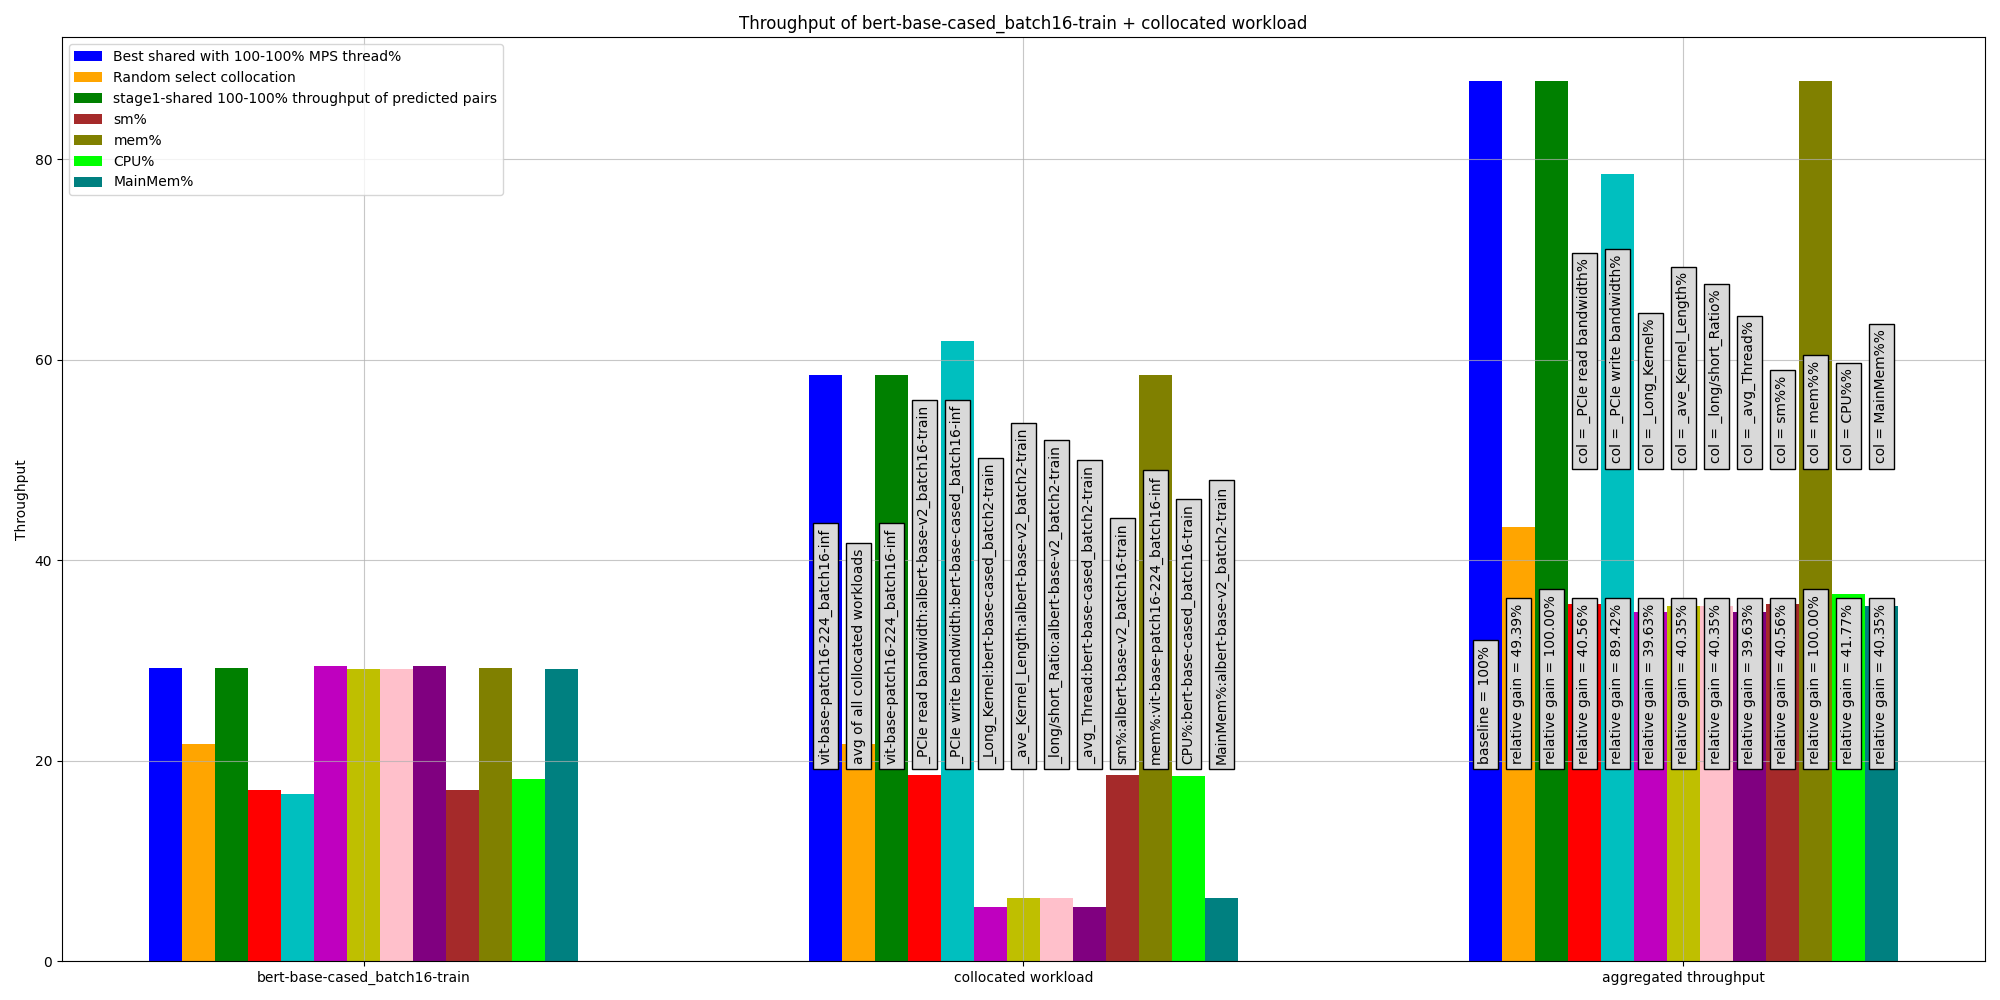 Throughput of bert-base-cased_batch16-train + collocated workload
Best shared with 100-100% MPS thread%
Random select collocation
stage1-shared 100-100% throughput of predicted pairs
sm%
mem%
CPU%
MainMem%
Throughput
80
60
40
20
0
vit-base-patch16-224_batch16-inf
avg of all collocated workloads
vit-base-patch16-224_batch16-inf
_PCIe read bandwidth:albert-base-v2_batch16-train
_PCIe write bandwidth:bert-base-cased_batch16-inf
_Long_Kernel:bert-base-cased_batch2-train
_ave_Kernel_Length:albert-base-v2_batch2-train
_long/short_Ratio:albert-base-v2_batch2-train
_avg_Thread:bert-base-cased_batch2-train
sm%:albert-base-v2_batch16-train
mem%:vit-base-patch16-224_batch16-inf
CPU%:bert-base-cased_batch16-train
MainMem%:albert-base-v2_batch2-train
col = _PCIe read bandwidth%
col = _PCIe write bandwidth%
col = _Long_Kernel%
col = _ave_Kernel_Length%
col = _long/short_Ratio%
col = _avg_Thread%
col = sm%%
col = mem%%
col = CPU%%
col = MainMem%%
baseline = 100%
relative gain = 49.39%
relative gain = 100.00%
relative gain = 40.56%
relative gain = 89.42%
relative gain = 39.63%
relative gain = 40.35%
relative gain = 40.35%
relative gain = 39.63%
relative gain = 40.56%
relative gain = 100.00%
relative gain = 41.77%
relative gain = 40.35%
bert-base-cased_batch16-train
collocated workload
aggregated throughput